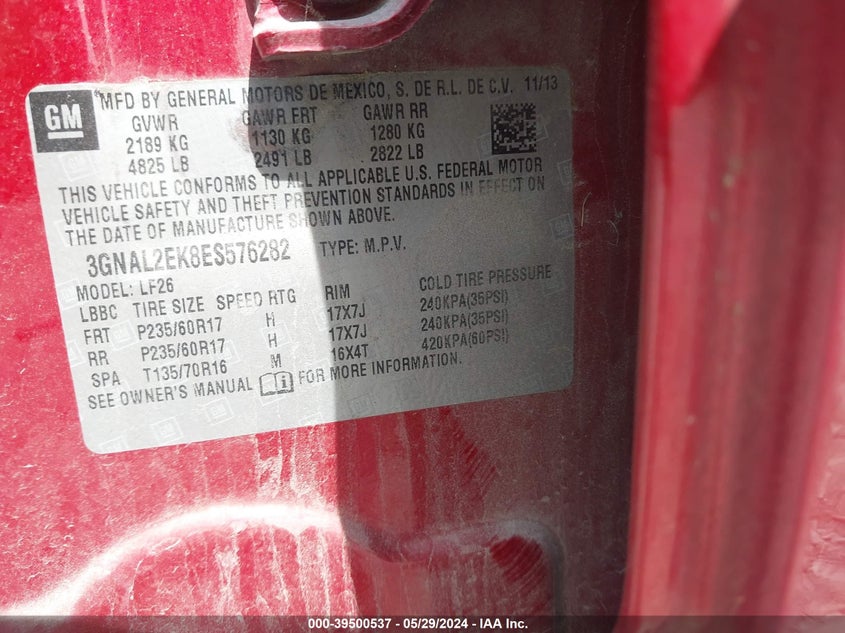 GM
*MFD BY GENERAL MOTORS DE MEXICO, S. DE R.L. DE C.V. 11/13
GVWR GAWR FRT GAWR RR
2189 KG 1130 KG 1280 KG
4825 LB 2491 LB 2822 LB
THIS VEHICLE CONFORMS TO ALL APPLICABLE U.S. FEDERAL MOTOR
VEHICLE SAFETY AND THEFT PREVENTION STANDARDS IN EFFECT ON
THE DATE OF MANUFACTURE SHOWN ABOVE.
3GNAL2EK8ES576282 TYPE: M.P.V.
MODEL: LF26
LBBC TIRE SIZE SPEED RTG RIM COLD TIRE PRESSURE
FRT P235/60R17 H 17X7J 240KPA(35PSI)
RR P235/60R17 H 17X7J 240KPA(35PSI)
SPA T135/70R16 M 16X4T 420KPA(60PSI)
SEE OWNER'S MANUAL FOR MORE INFORMATION.
000-39500537 - 05/29/2024 - IAA Inc.